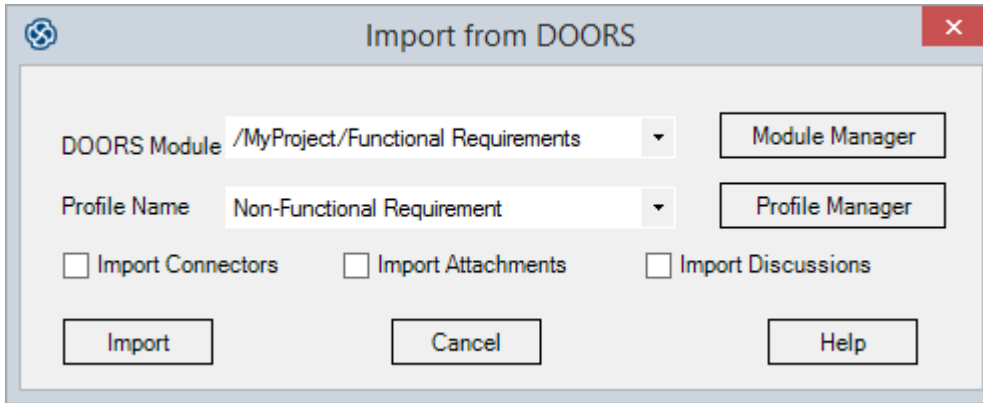 Import from DOORS
DOORS Module /MyProject/Functional Requirements Module Manager
Profile Name Non-Functional Requirement Profile Manager
Import Connectors Import Attachments Import Discussions
Import Cancel Help